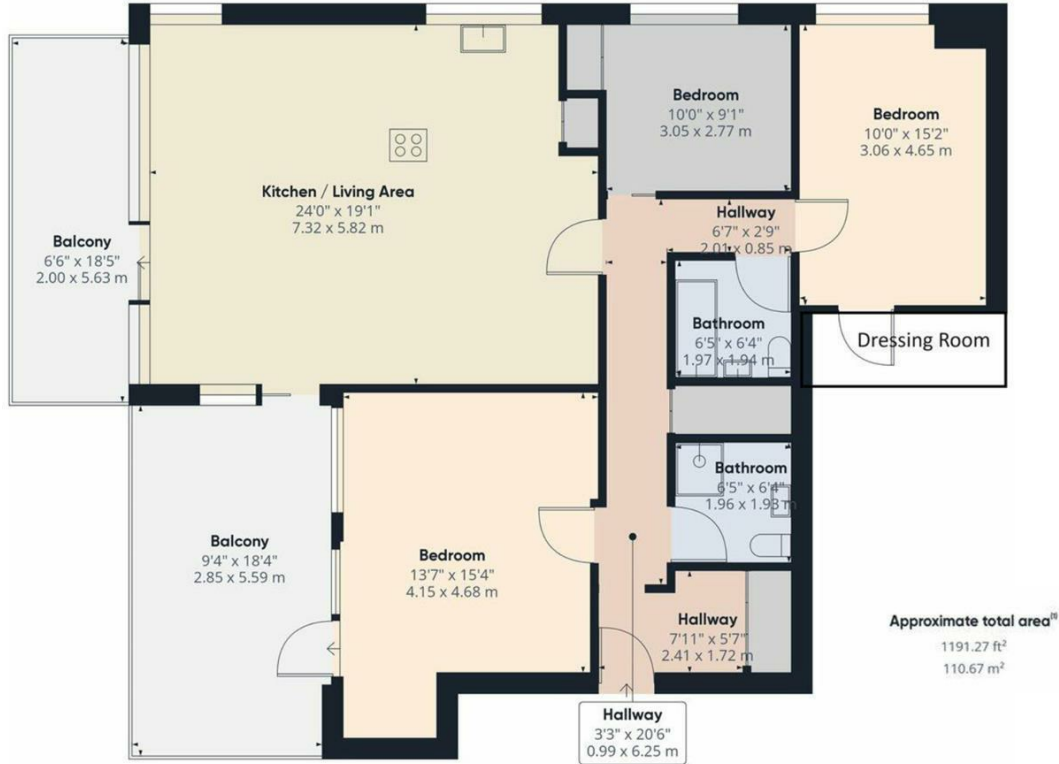 Bedroom
10'0" x 9'1"
3.05 x 2.77 m
Bedroom
10'0" x 15'2"
3.06 x 4.65 m
Kitchen / Living Area
24'0" x 19'1"
7.32 x 5.82 m
Hallway
6'7" x 2'9"
2.01 x 0.85 m
Balcony
6'6" x 18'5"
2.00 x 5.63 m
Bathroom
6'5" x 6'4"
1.97 x 1.94 m
Dressing Room
Bathroom
6'5" x 6'4"
1.96 x 1.93 m
Balcony
9'4" x 18'4"
2.85 x 5.59 m
Bedroom
13'7" x 15'4"
4.15 x 4.68 m
Hallway
7'11" x 5'7"
2.41 x 1.72 m
Approximate total area(1)
1191.27 ft²
110.67 m²
Hallway
3'3" x 20'6"
0.99 x 6.25 m